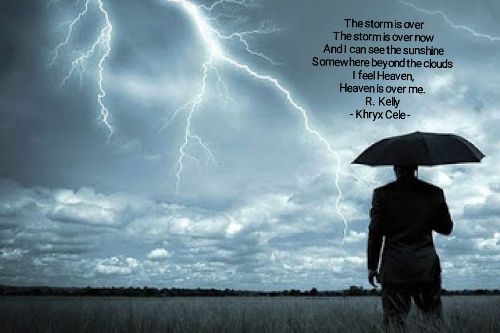 The storm is over
The storm is over now
And I can see the sunshine
Somewhere beyond the clouds
I feel Heaven,
Heaven is over me.
R. Kelly
- Khryx Cele-